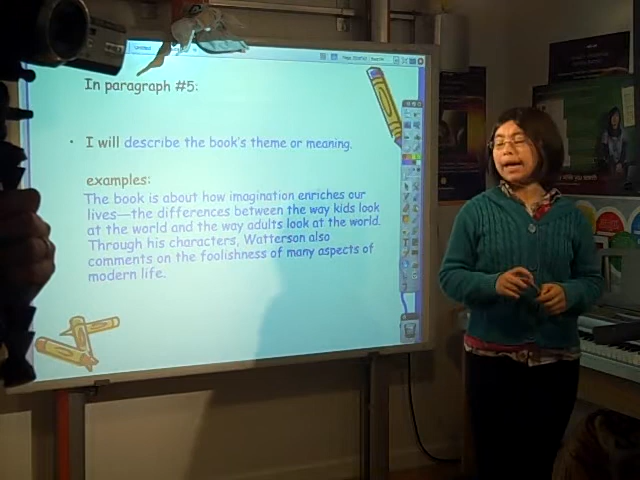 In paragraph #5:
• I will describe the book's theme or meaning.
examples:
The book is about how imagination enriches our
lives—the differences between the way kids look
at the world and the way adults look at the world.
Through his characters, Watterson also
comments on the foolishness of many aspects of
modern life.